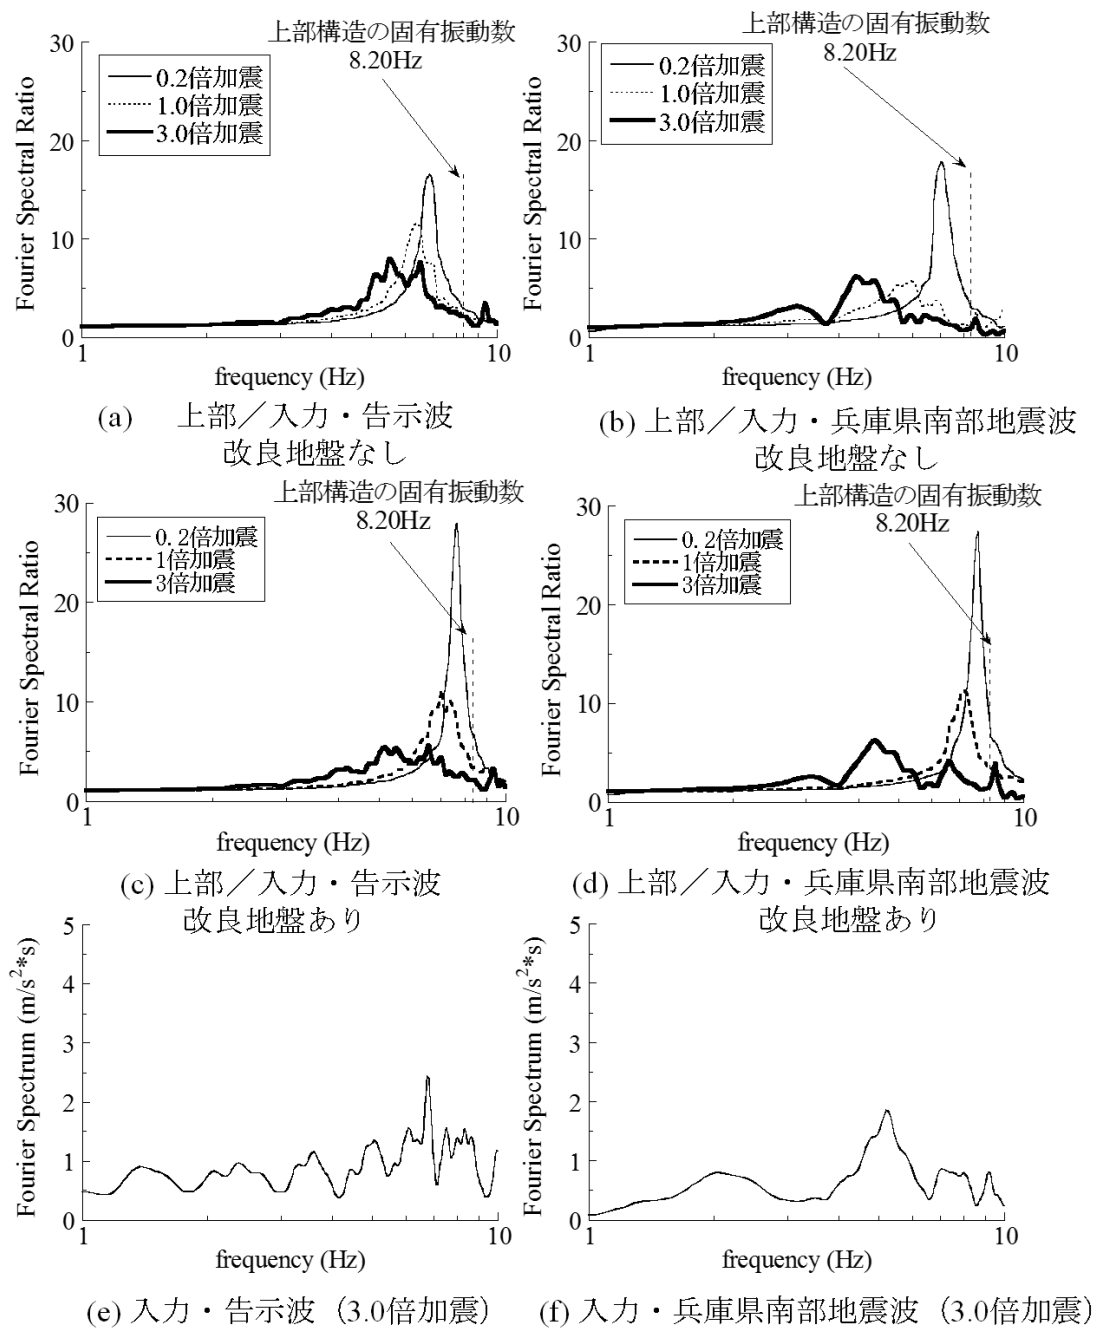 上部構造の固有振動数
8.20Hz
30
20
10
0
Fourier Spectral Ratio
0.2倍加震
1.0倍加震
3.0倍加震
1
10
frequency (Hz)
(a) 上部／入力・告示波
改良地盤なし
上部構造の固有振動数
8.20Hz
30
20
10
0
Fourier Spectral Ratio
0.2倍加震
1.0倍加震
3.0倍加震
1
10
frequency (Hz)
(b) 上部／入力・兵庫県南部地震波
改良地盤なし
上部構造の固有振動数
8.20Hz
30
20
10
0
Fourier Spectral Ratio
0.2倍加震
1倍加震
3倍加震
1
10
frequency (Hz)
(c) 上部／入力・告示波
改良地盤あり
上部構造の固有振動数
8.20Hz
30
20
10
0
Fourier Spectral Ratio
0.2倍加震
1倍加震
3倍加震
1
10
frequency (Hz)
(d) 上部／入力・兵庫県南部地震波
改良地盤あり
5
4
3
2
1
0
Fourier Spectrum (m/s²*s)
1
10
frequency (Hz)
(e) 入力・告示波（3.0倍加震）
5
4
3
2
1
0
Fourier Spectrum (m/s²*s)
1
10
frequency (Hz)
(f) 入力・兵庫県南部地震波（3.0倍加震）